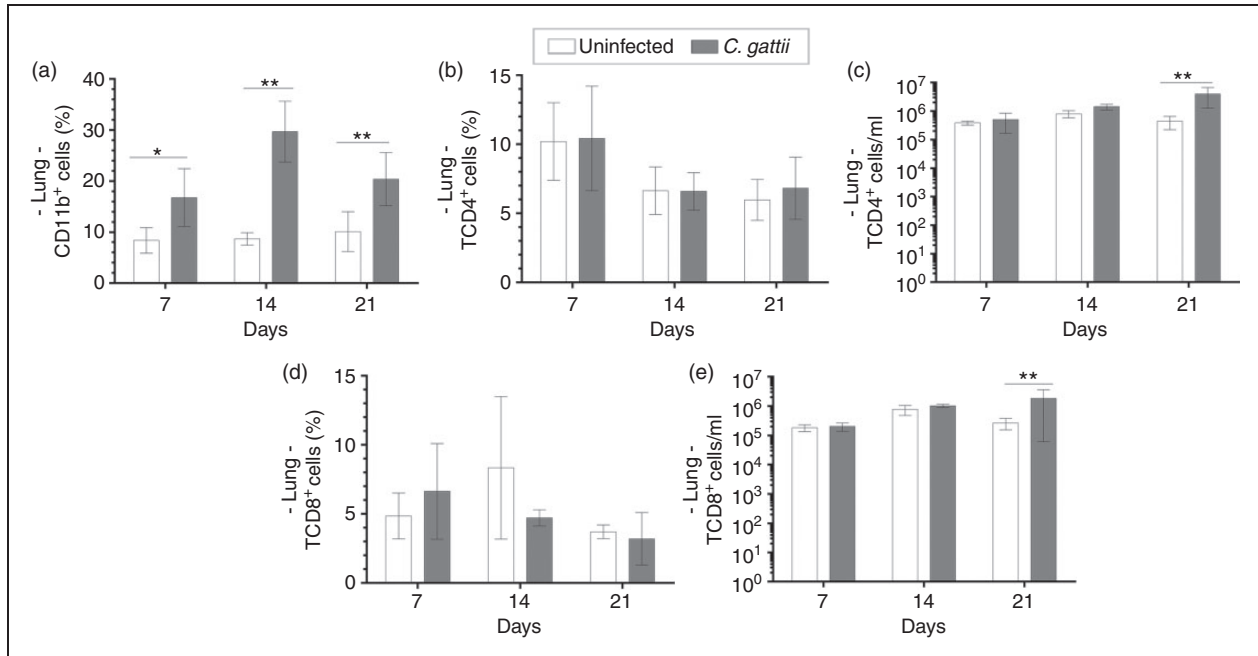 Uninfected C. gattii
(a)
- Lung -
CD11b⁺ cells (%)
40
30
20
10
0
*
**
**
7 14 21
Days
(b)
- Lung -
TCD4⁺ cells (%)
15
10
5
0
7 14 21
Days
(c)
- Lung -
TCD4⁺ cells/ml
10⁷
10⁶
10⁵
10⁴
10³
10²
10¹
10⁰
**
7 14 21
Days
(d)
- Lung -
TCD8⁺ cells (%)
15
10
5
0
7 14 21
Days
(e)
- Lung -
TCD8⁺ cells/ml
10⁷
10⁶
10⁵
10⁴
10³
10²
10¹
10⁰
**
7 14 21
Days